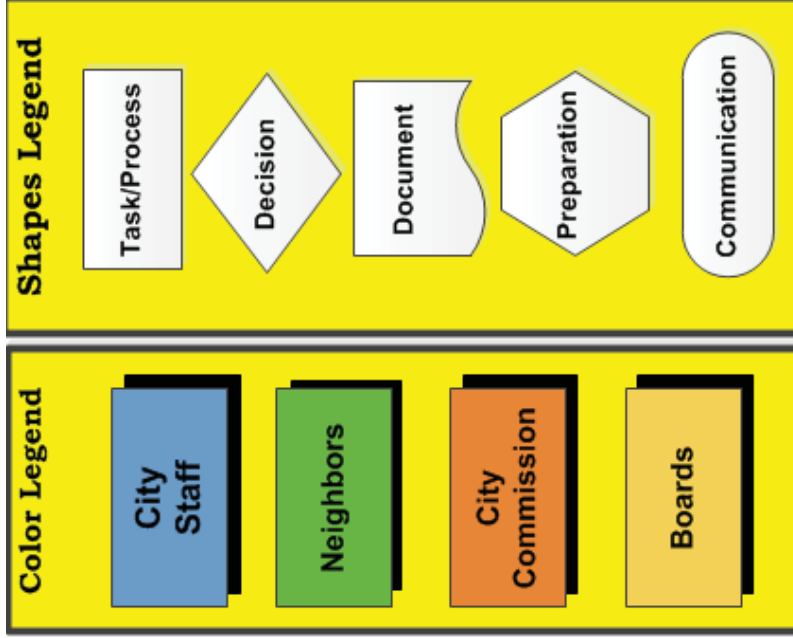 Color Legend
City
Staff
Neighbors
City
Commission
Boards
Shapes Legend
Task/Process
Decision
Document
Preparation
Communication